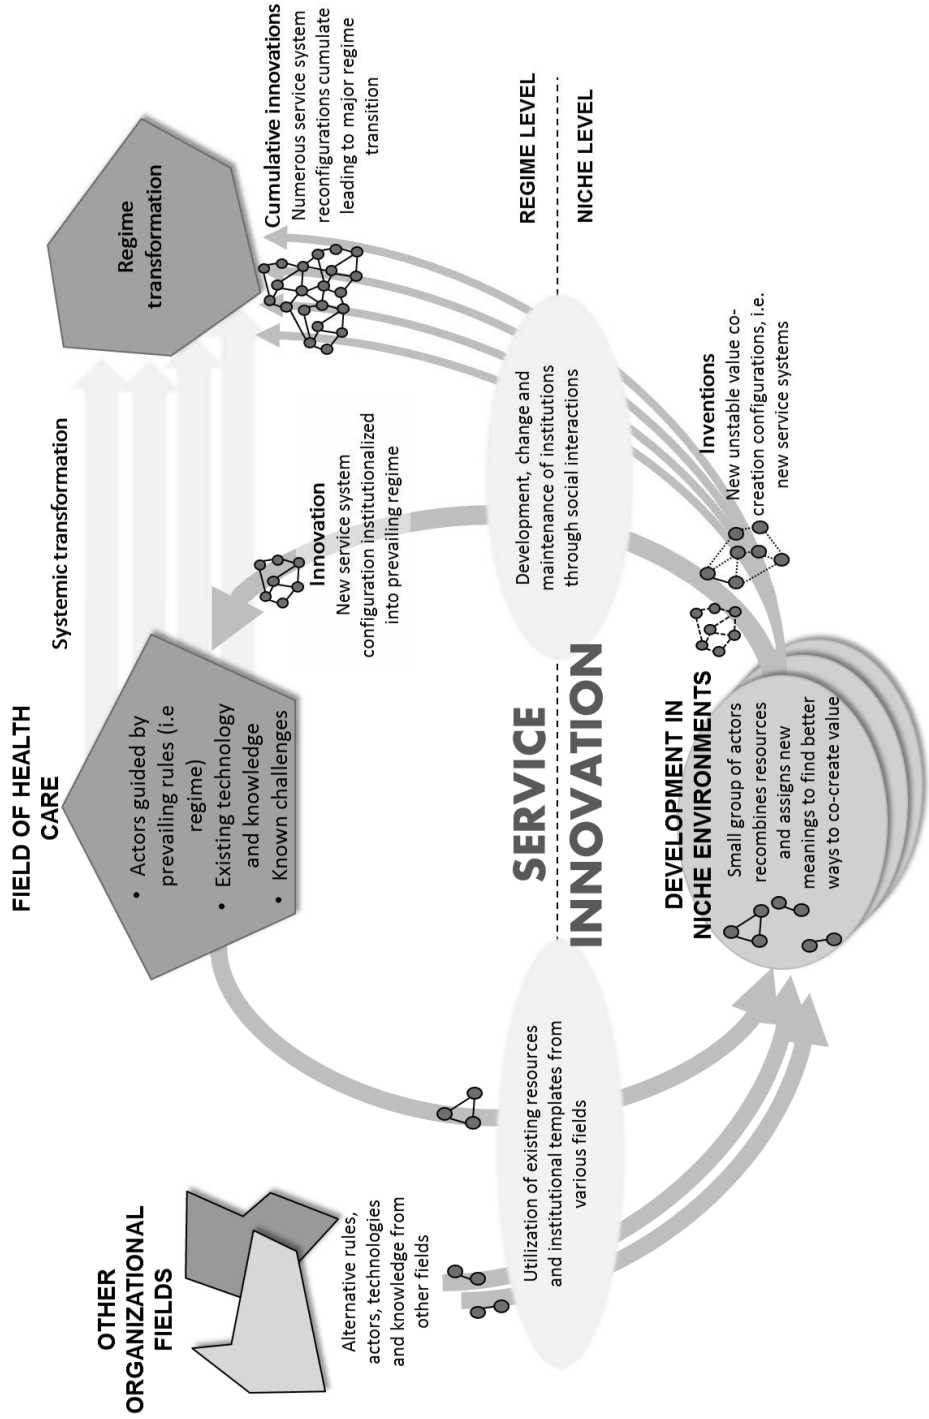 OTHER
ORGANIZATIONAL
FIELDS
Alternative rules,
actors, technologies
and knowledge from
other fields
FIELD OF HEALTH
CARE
• Actors guided by
prevailing rules (i.e
regime)
• Existing technology
and knowledge
• Known challenges
Systemic transformation
Regime
transformation
Cumulative innovations
Numerous service system
reconfigurations cumulate
leading to major regime
transition
Innovation
New service system
configuration institutionalized
into prevailing regime
Utilization of existing resources
and institutional templates from
various fields
SERVICE
INNOVATION
Development, change and
maintenance of institutions
through social interactions
REGIME LEVEL
NICHE LEVEL
DEVELOPMENT IN
NICHE ENVIRONMENTS
Small group of actors
recombines resources
and assigns new
meanings to find better
ways to co-create value
Inventions
New unstable value co-
creation configurations, i.e.
new service systems